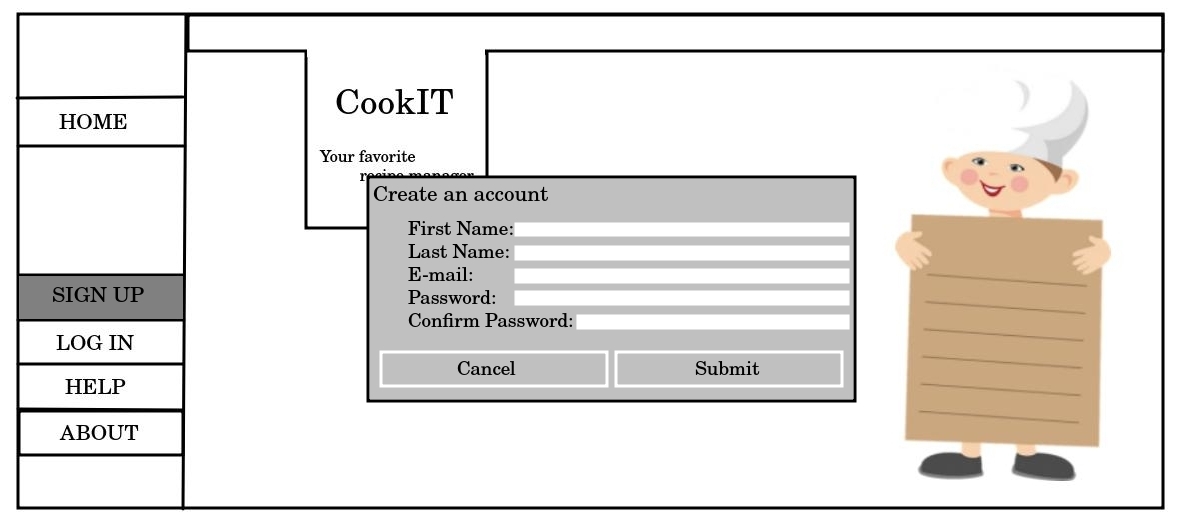 CookIT
HOME
Your favorite
recipe manager
Create an account
First Name:
Last Name:
E-mail:
Password:
Confirm Password:
Cancel
Submit
SIGN UP
LOG IN
HELP
ABOUT